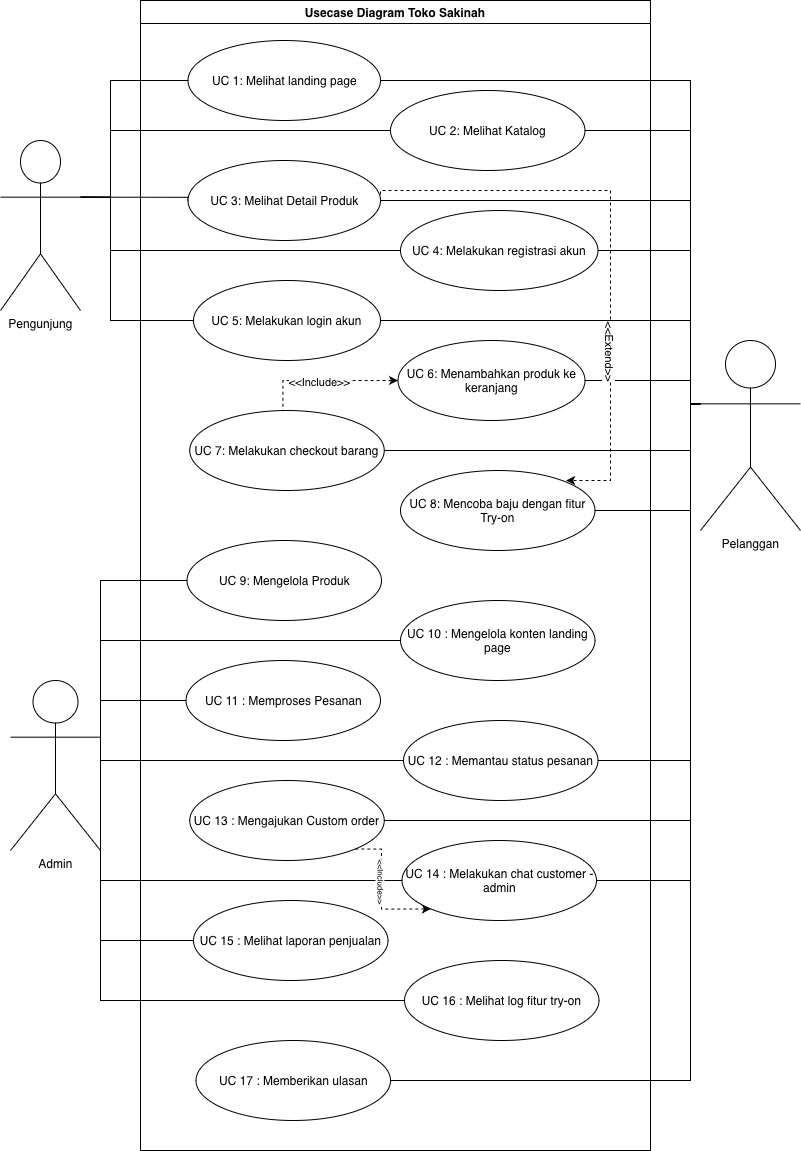 Usecase Diagram Toko Sakinah
UC 1: Melihat landing page
UC 2: Melihat Katalog
UC 3: Melihat Detail Produk
UC 4: Melakukan registrasi akun
Pengunjung
UC 5: Melakukan login akun
<<Extend>>
UC 6: Menambahkan produk ke
keranjang
<<Include>>
UC 7: Melakukan checkout barang
UC 8: Mencoba baju dengan fitur
Try-on
Pelanggan
UC 9: Mengelola Produk
UC 10 : Mengelola konten landing
page
UC 11 : Memproses Pesanan
UC 12 : Memantau status pesanan
UC 13 : Mengajukan Custom order
Admin
<<Include>>
UC 14 : Melakukan chat customer -
admin
UC 15 : Melihat laporan penjualan
UC 16 : Melihat log fitur try-on
UC 17 : Memberikan ulasan